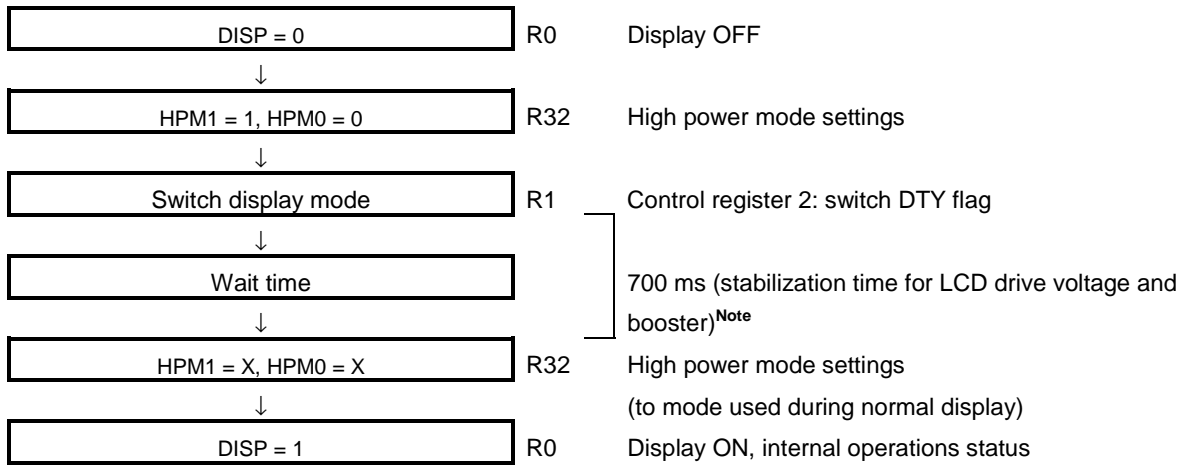 DISP = 0 R0 Display OFF
↓
HPM1 = 1, HPM0 = 0 R32 High power mode settings
↓
Switch display mode R1 Control register 2: switch DTY flag
↓
Wait time 700 ms (stabilization time for LCD drive voltage and
↓ booster)Note
HPM1 = X, HPM0 = X R32 High power mode settings
↓ (to mode used during normal display)
DISP = 1 R0 Display ON, internal operations status